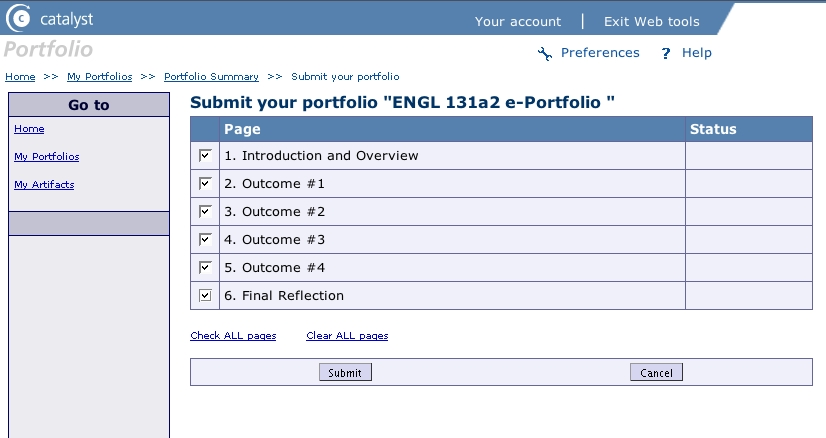 c catalyst
Your account | Exit Web tools
Portfolio
Preferences ? Help
Home >> My Portfolios >> Portfolio Summary >> Submit your portfolio
Go to
Home
My Portfolios
My Artifacts
Submit your portfolio "ENGL 131a2 e-Portfolio "
Page Status
1. Introduction and Overview
2. Outcome #1
3. Outcome #2
4. Outcome #3
5. Outcome #4
6. Final Reflection
Check ALL pages Clear ALL pages
Submit Cancel